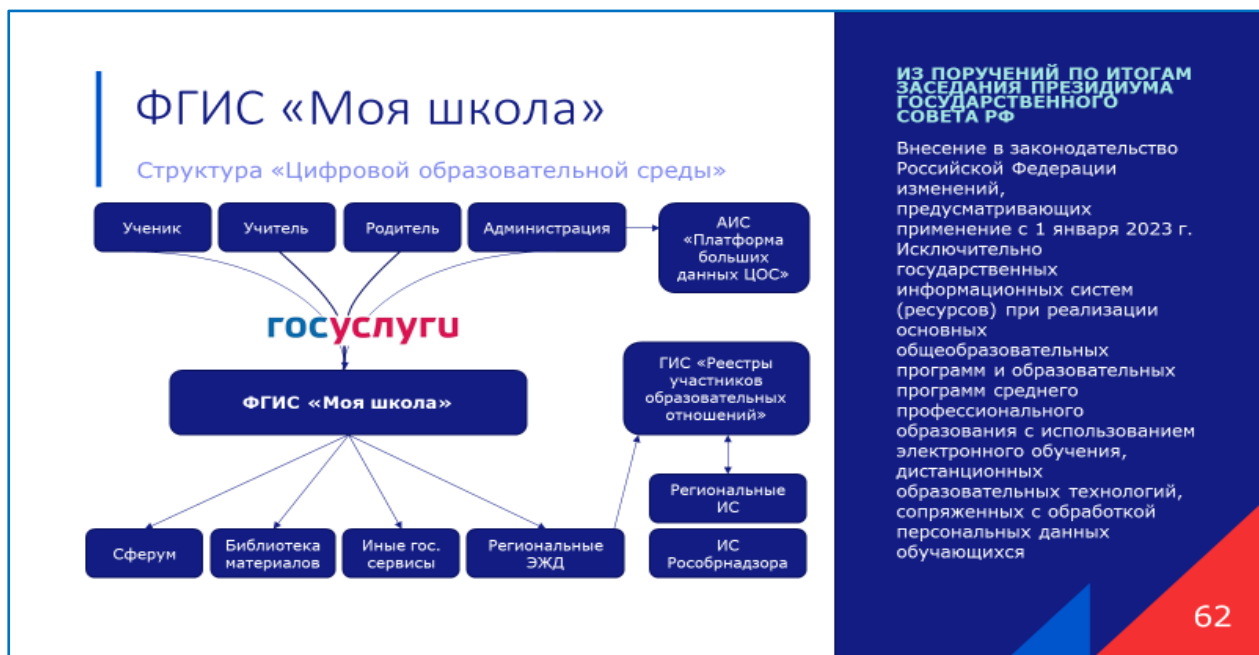 ФГИС «Моя школа»
Структура «Цифровой образовательной среды»
Ученик
Учитель
Родитель
Администрация
АИС
«Платформа
больших
данных ЦОС»
госуслуги
ФГИС «Моя школа»
ГИС «Реестры
участников
образовательных
отношений»
Региональные
ИС
Сферум
Библиотека
материалов
Иные гос.
сервисы
Региональные
ЭЖД
ИС
Рособрнадзора
ИЗ ПОРУЧЕНИЙ ПО ИТОГАМ
ЗАСЕДАНИЯ ПРЕЗИДИУМА
ГОСУДАРСТВЕННОГО
СОВЕТА РФ
Внесение в законодательство
Российской Федерации
изменений,
предусматривающих
применение с 1 января 2023 г.
Исключительно
государственных
информационных систем
(ресурсов) при реализации
основных
общеобразовательных
программ и образовательных
программ среднего
профессионального
образования с использованием
электронного обучения,
дистанционных
образовательных технологий,
сопряженных с обработкой
персональных данных
обучающихся
62